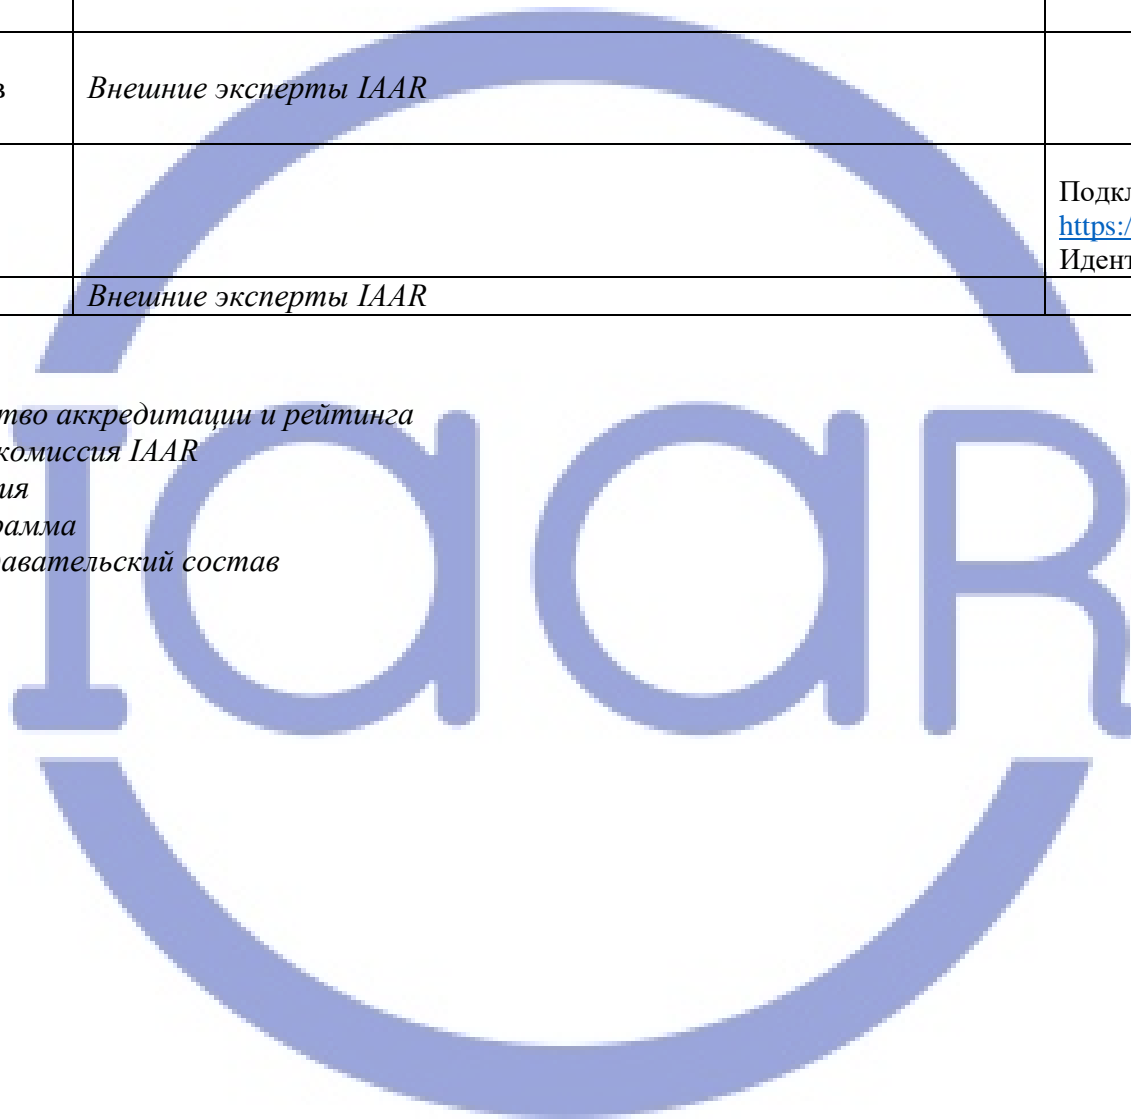 в
Внешние эксперты IAAR
Подкл
https:/
Идент
Внешние эксперты IAAR
тво аккредитации и рейтинга
комиссия IAAR
ия
рамма
авательский состав
IaaR